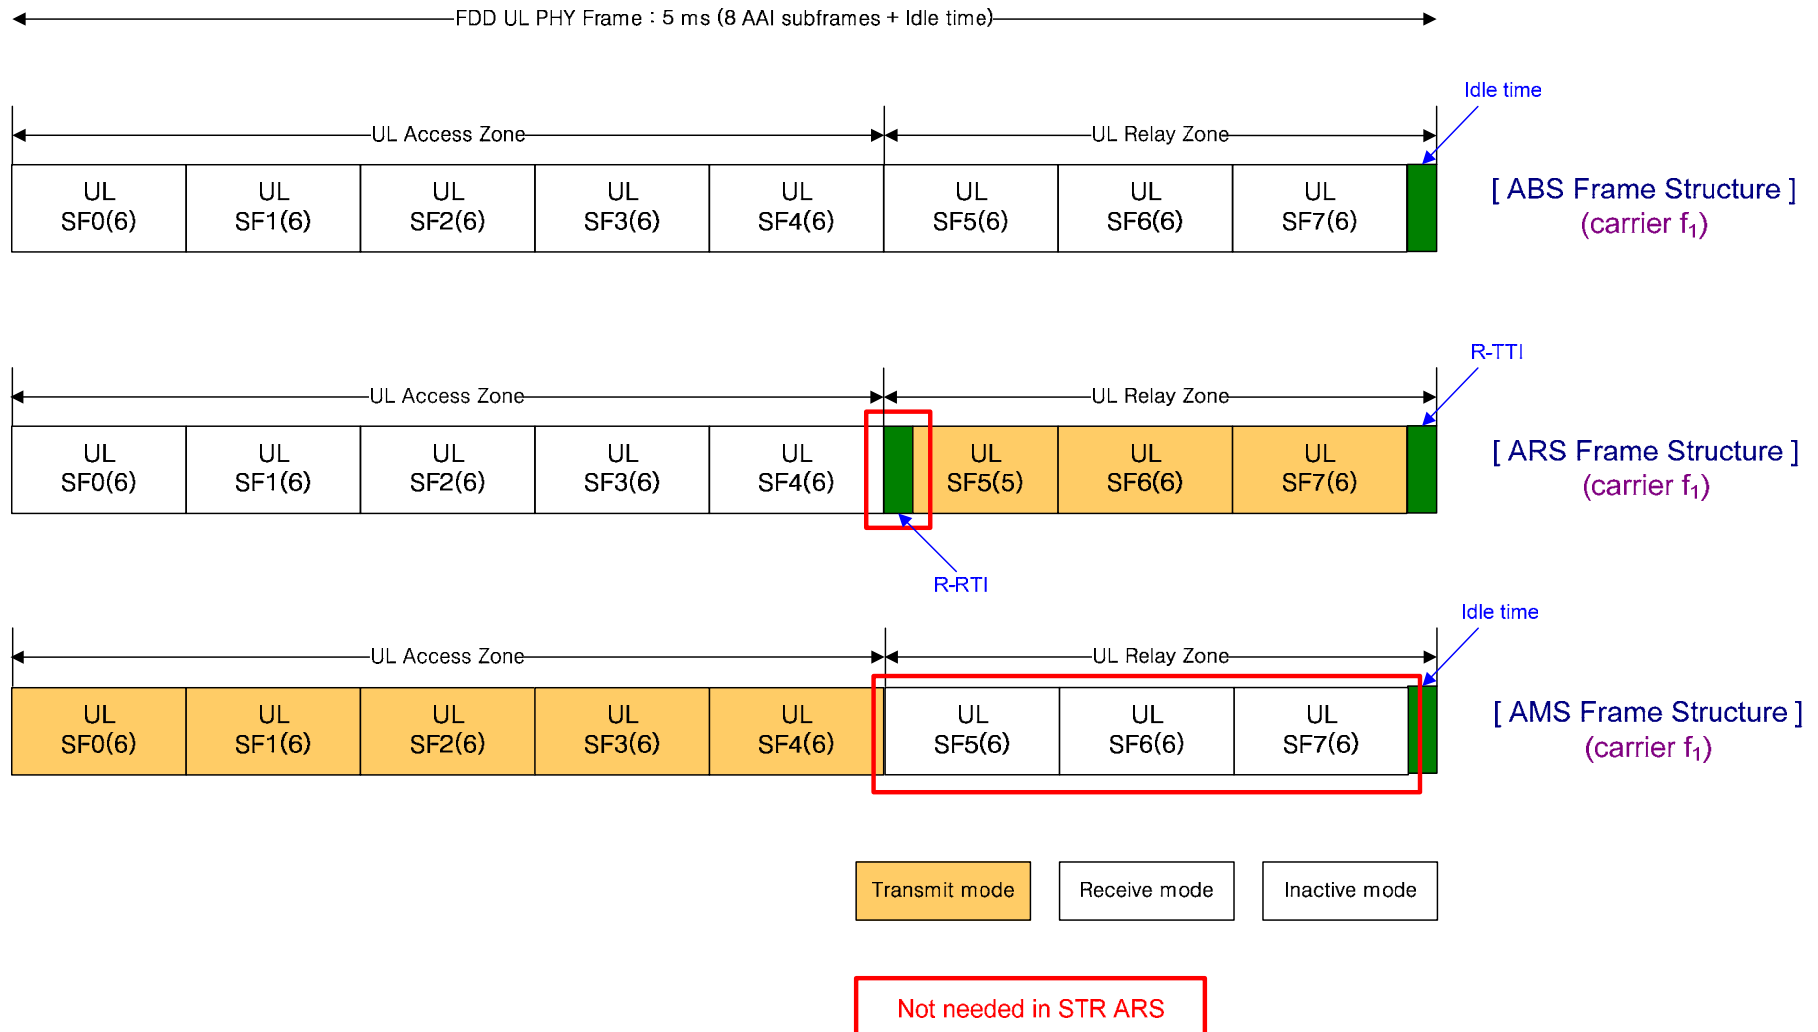 FDD UL PHY Frame : 5 ms (8 AAI subframes + Idle time)
Idle time
UL Access Zone
UL Relay Zone
UL SF0(6)
UL SF1(6)
UL SF2(6)
UL SF3(6)
UL SF4(6)
UL SF5(6)
UL SF6(6)
UL SF7(6)
[ ABS Frame Structure ]
(carrier f₁)
R-TTI
UL Access Zone
UL Relay Zone
UL SF0(6)
UL SF1(6)
UL SF2(6)
UL SF3(6)
UL SF4(6)
UL SF5(5)
UL SF6(6)
UL SF7(6)
[ ARS Frame Structure ]
(carrier f₁)
R-RTI
Idle time
UL Access Zone
UL Relay Zone
UL SF0(6)
UL SF1(6)
UL SF2(6)
UL SF3(6)
UL SF4(6)
UL SF5(6)
UL SF6(6)
UL SF7(6)
[ AMS Frame Structure ]
(carrier f₁)
Transmit mode
Receive mode
Inactive mode
Not needed in STR ARS